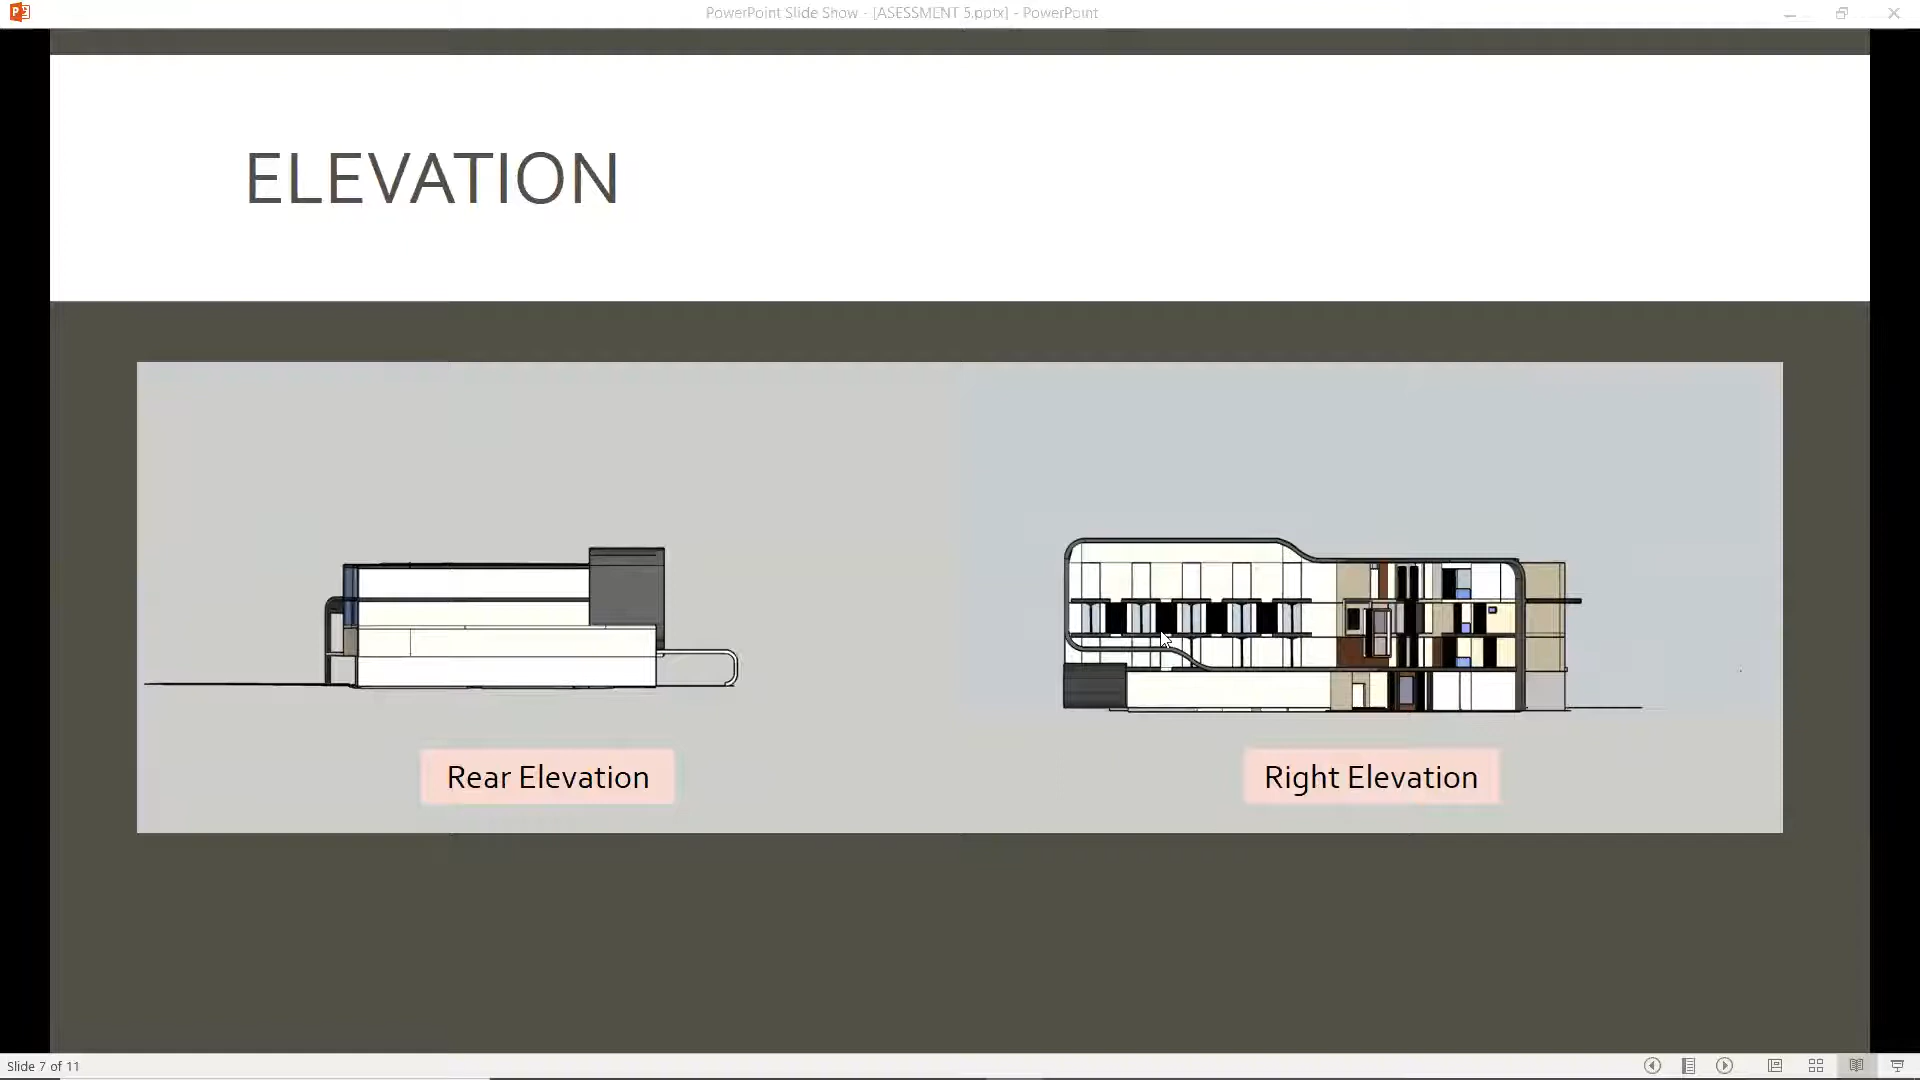 PowerPoint Slide Show - [ASESSMENT 5.pptx] - PowerPoint
ELEVATION
Rear Elevation
Right Elevation
Slide 7 of 11